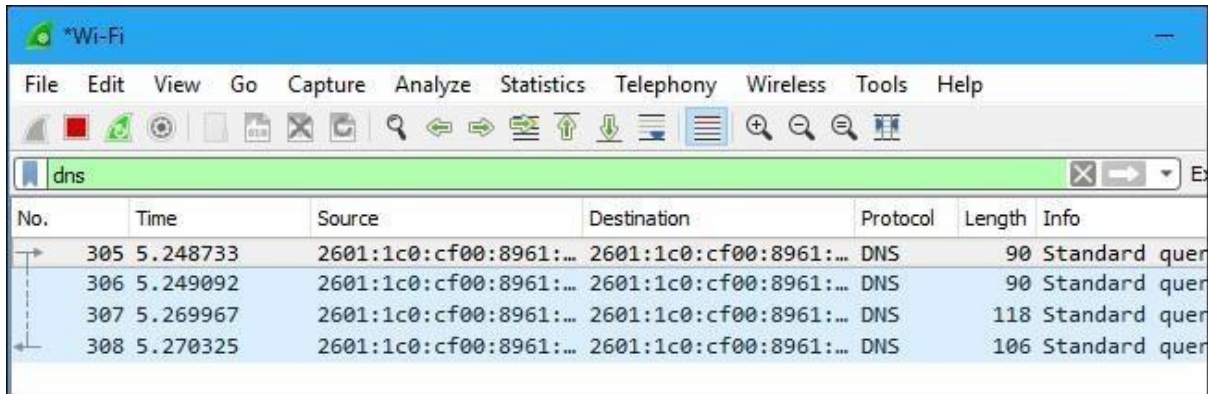 *Wi-Fi
File Edit View Go Capture Analyze Statistics Telephony Wireless Tools Help
dns
No. Time Source Destination Protocol Length Info
305 5.248733 2601:1c0:cf00:8961:… 2601:1c0:cf00:8961:… DNS 90 Standard quer
306 5.249092 2601:1c0:cf00:8961:… 2601:1c0:cf00:8961:… DNS 90 Standard quer
307 5.269967 2601:1c0:cf00:8961:… 2601:1c0:cf00:8961:… DNS 118 Standard quer
308 5.270325 2601:1c0:cf00:8961:… 2601:1c0:cf00:8961:… DNS 106 Standard quer